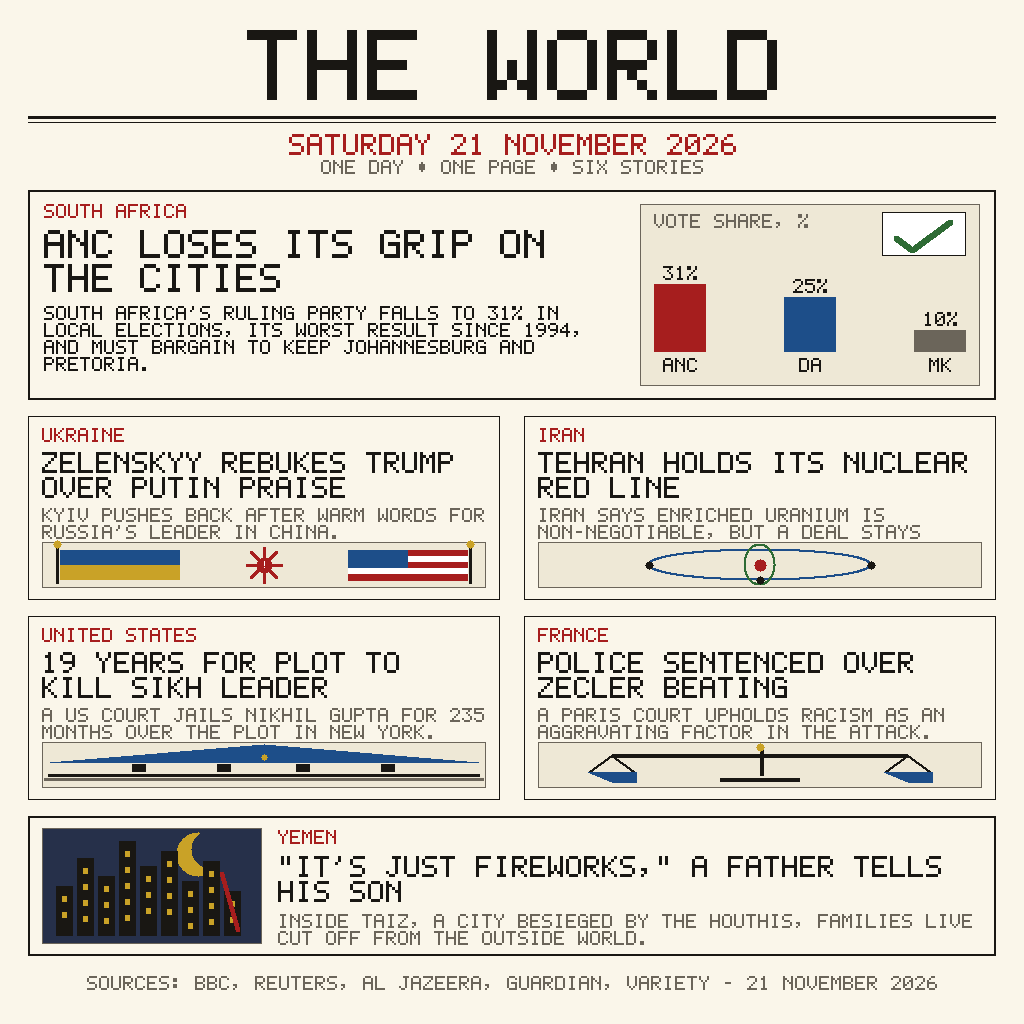 THE WORLD
SATURDAY 21 NOVEMBER 2026
ONE DAY • ONE PAGE • SIX STORIES
SOUTH AFRICA
ANC LOSES ITS GRIP ON
THE CITIES
SOUTH AFRICA'S RULING PARTY FALLS TO 31% IN
LOCAL ELECTIONS, ITS WORST RESULT SINCE 1994,
AND MUST BARGAIN TO KEEP JOHANNESBURG AND
PRETORIA.
VOTE SHARE, %
31%
25%
10%
ANC
DA
MK
UKRAINE
ZELENSKYY REBUKES TRUMP
OVER PUTIN PRAISE
KYIV PUSHES BACK AFTER WARM WORDS FOR
RUSSIA'S LEADER IN CHINA.
IRAN
TEHRAN HOLDS ITS NUCLEAR
RED LINE
IRAN SAYS ENRICHED URANIUM IS
NON-NEGOTIABLE, BUT A DEAL STAYS
UNITED STATES
19 YEARS FOR PLOT TO
KILL SIKH LEADER
A US COURT JAILS NIKHIL GUPTA FOR 235
MONTHS OVER THE PLOT IN NEW YORK.
FRANCE
POLICE SENTENCED OVER
ZECLER BEATING
A PARIS COURT UPHOLDS RACISM AS AN
AGGRAVATING FACTOR IN THE ATTACK.
YEMEN
"IT'S JUST FIREWORKS," A FATHER TELLS
HIS SON
INSIDE TAIZ, A CITY BESIEGED BY THE HOUTHIS, FAMILIES LIVE
CUT OFF FROM THE OUTSIDE WORLD.
SOURCES: BBC, REUTERS, AL JAZEERA, GUARDIAN, VARIETY - 21 NOVEMBER 2026